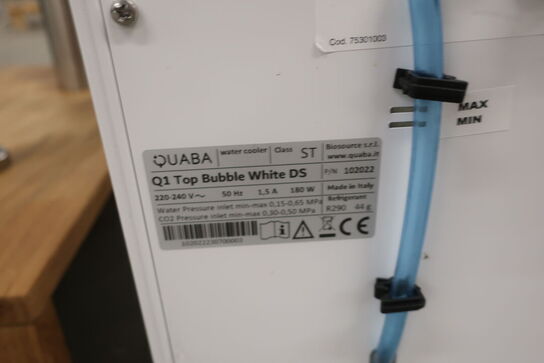 Cod. 75301003
MAX
MIN
QUABA water cooler Class ST Biosource s.r.l.
www.quaba.it
Q1 Top Bubble White DS P/N 102022
220-240 V~ 50 Hz 1,5 A 180 W Made in Italy
Water Pressure inlet min-max 0,15-0,65 MPa Refrigerant
CO2 Pressure inlet min-max 0,30-0,50 MPa R290 44 g
102022230700003